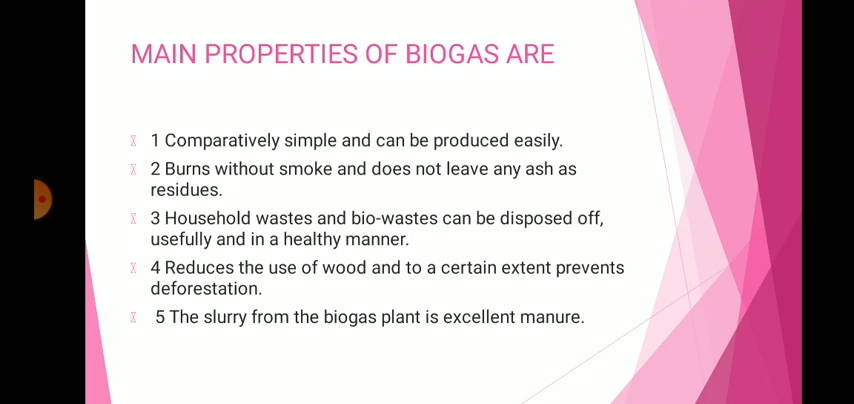 MAIN PROPERTIES OF BIOGAS ARE
1 Comparatively simple and can be produced easily.
2 Burns without smoke and does not leave any ash as
residues.
3 Household wastes and bio-wastes can be disposed off,
usefully and in a healthy manner.
4 Reduces the use of wood and to a certain extent prevents
deforestation.
5 The slurry from the biogas plant is excellent manure.